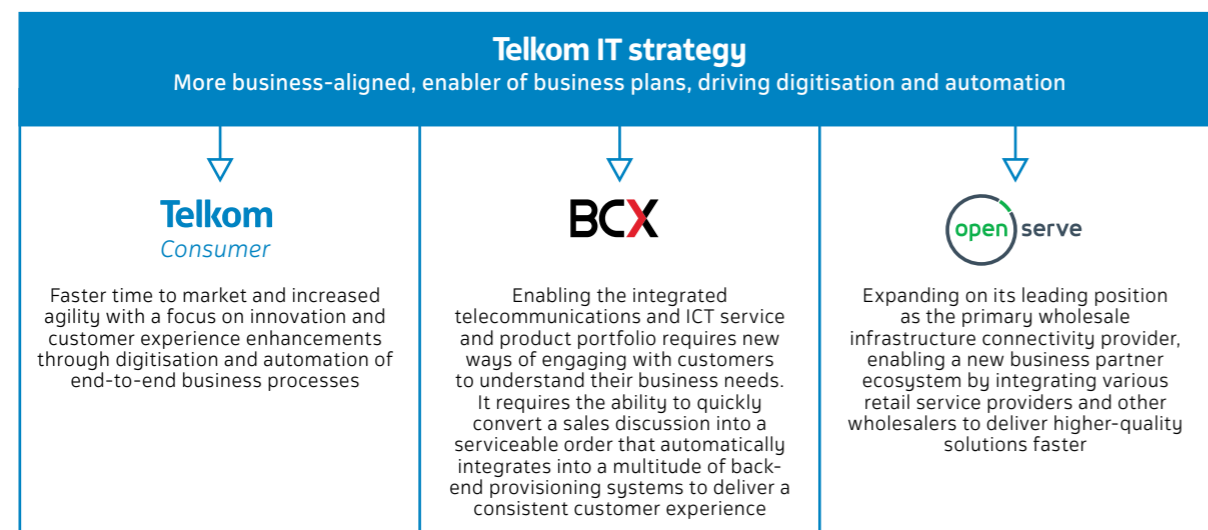 Telkom IT strategy
More business-aligned, enabler of business plans, driving digitisation and automation
Telkom
Consumer
Faster time to market and increased
agility with a focus on innovation and
customer experience enhancements
through digitisation and automation of
end-to-end business processes
BCX
Enabling the integrated
telecommunications and ICT service
and product portfolio requires new
ways of engaging with customers
to understand their business needs.
It requires the ability to quickly
convert a sales discussion into a
serviceable order that automatically
integrates into a multitude of back-
end provisioning systems to deliver a
consistent customer experience
open serve
Expanding on its leading position
as the primary wholesale
infrastructure connectivity provider,
enabling a new business partner
ecosystem by integrating various
retail service providers and other
wholesalers to deliver higher-quality
solutions faster